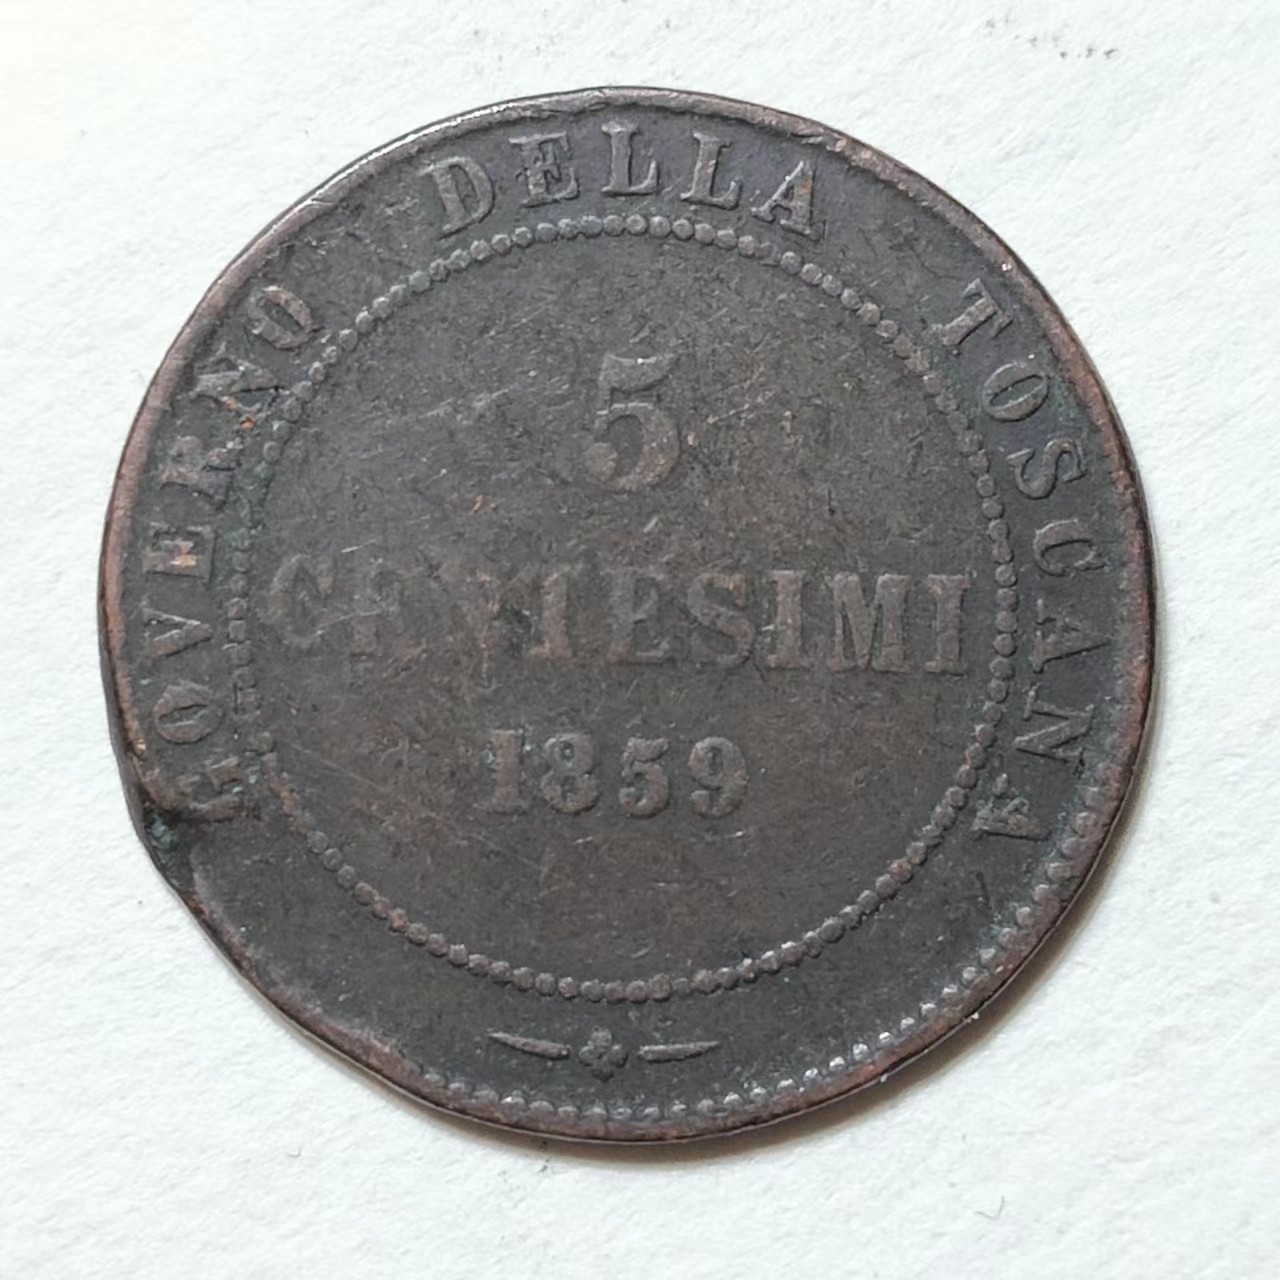 GOVERNO DELLA TOSCANA
5
CENTESIMI
1859